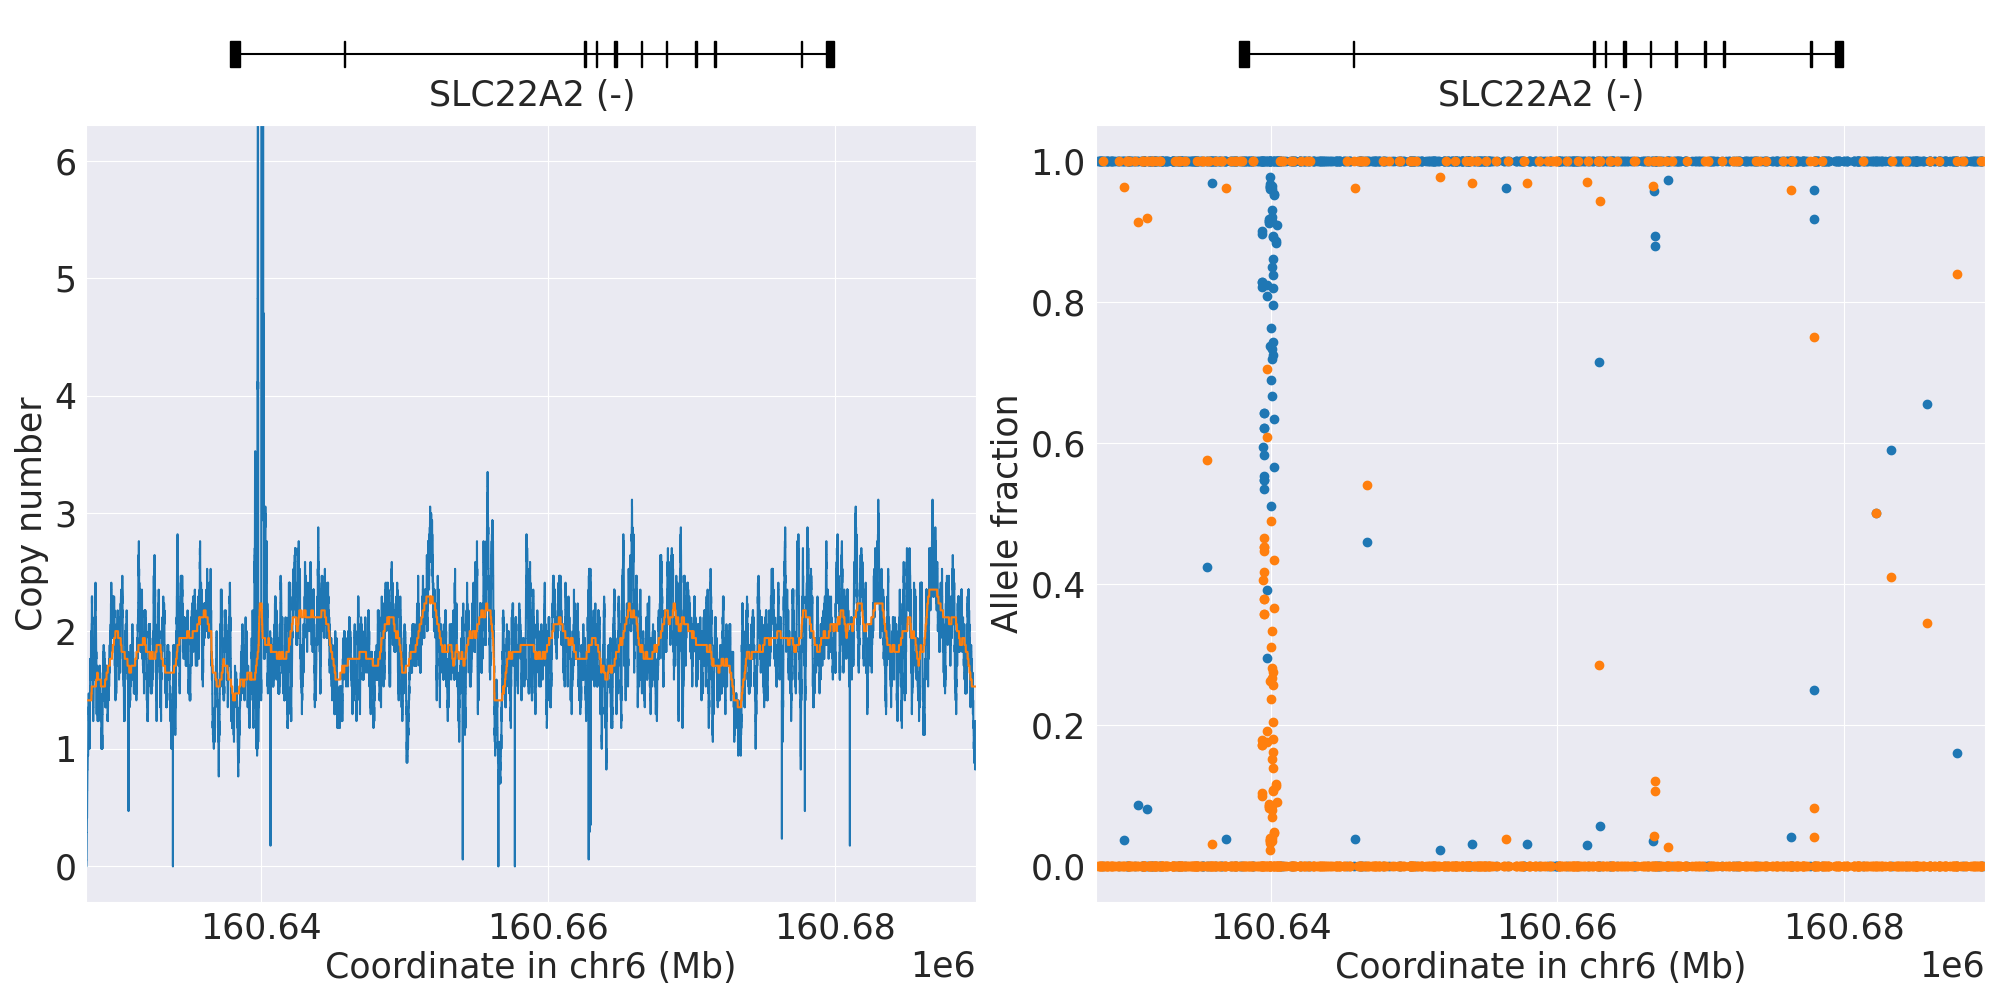 SLC22A2 (-)
6
5
4
3
2
1
0
Copy number
160.64
160.66
160.68
Coordinate in chr6 (Mb)
1e6
SLC22A2 (-)
1.0
0.8
0.6
0.4
0.2
0.0
Allele fraction
160.64
160.66
160.68
Coordinate in chr6 (Mb)
1e6